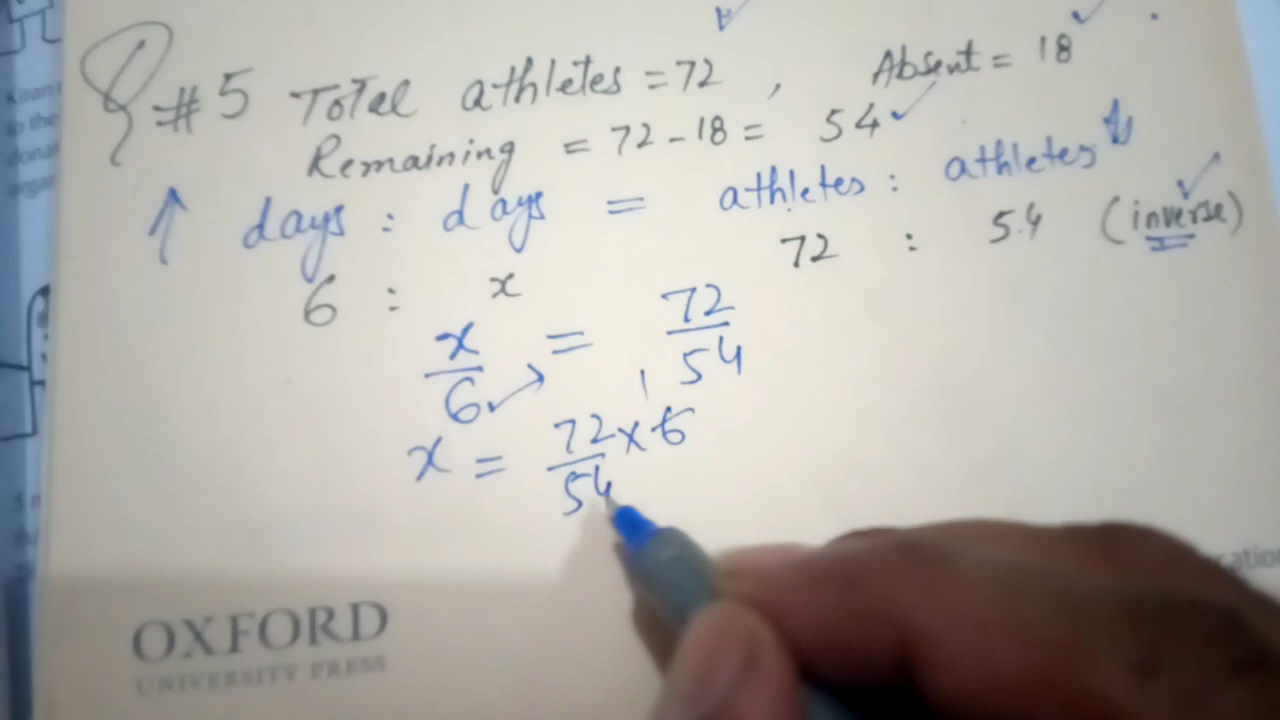 Q #5 Total athletes = 72 , Absent = 18
Remaining = 72 - 18 = 54
↑ days : days = athletes : athletes ↓
6 : x 72 : 54 (inverse)
x/6 = 72/54
x = 72/54 x 6
OXFORD
UNIVERSITY PRESS